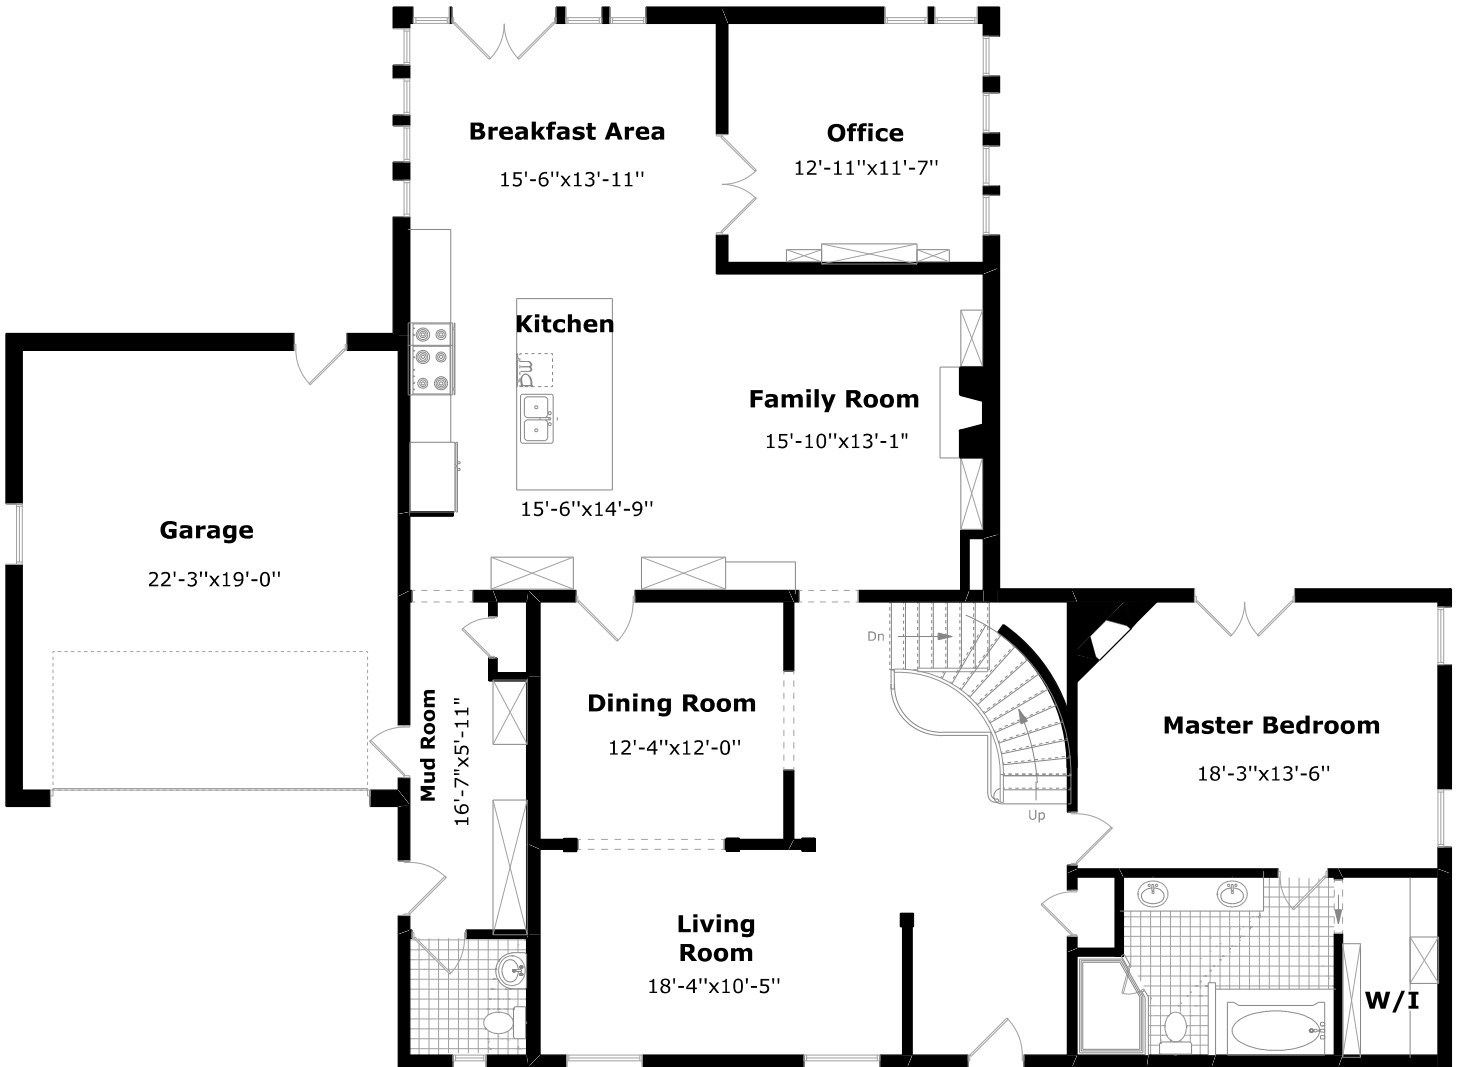 Breakfast Area
15'-6''x13'-11''
Office
12'-11''x11'-7''
Kitchen
15'-6''x14'-9''
Family Room
15'-10''x13'-1"
Garage
22'-3''x19'-0''
Mud Room
16'-7"x5'-11"
Dining Room
12'-4''x12'-0''
Dn
Up
Master Bedroom
18'-3''x13'-6''
Living
Room
18'-4''x10'-5''
W/I